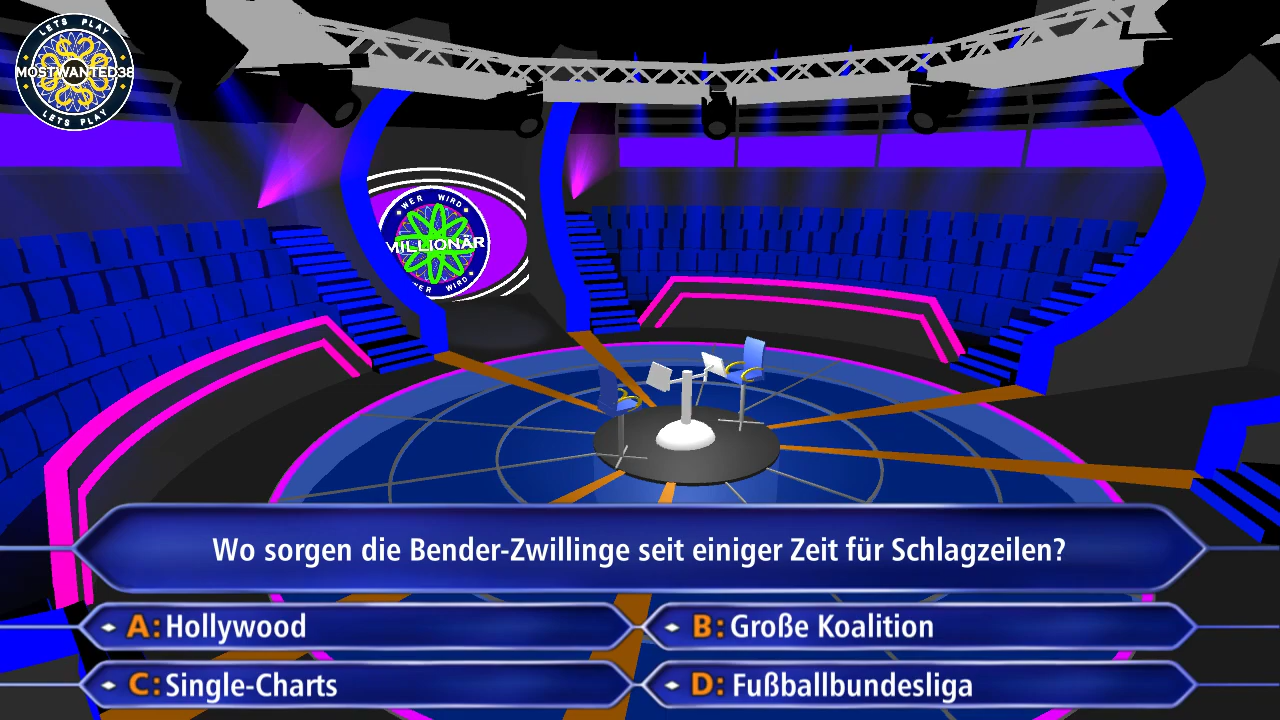 LETS PLAY
MOSTWANTED38
LETS PLAY
WER WIRD
MILLIONÄR
WER WIRD
Wo sorgen die Bender-Zwillinge seit einiger Zeit für Schlagzeilen?
A: Hollywood
B: Große Koalition
C: Single-Charts
D: Fußballbundesliga